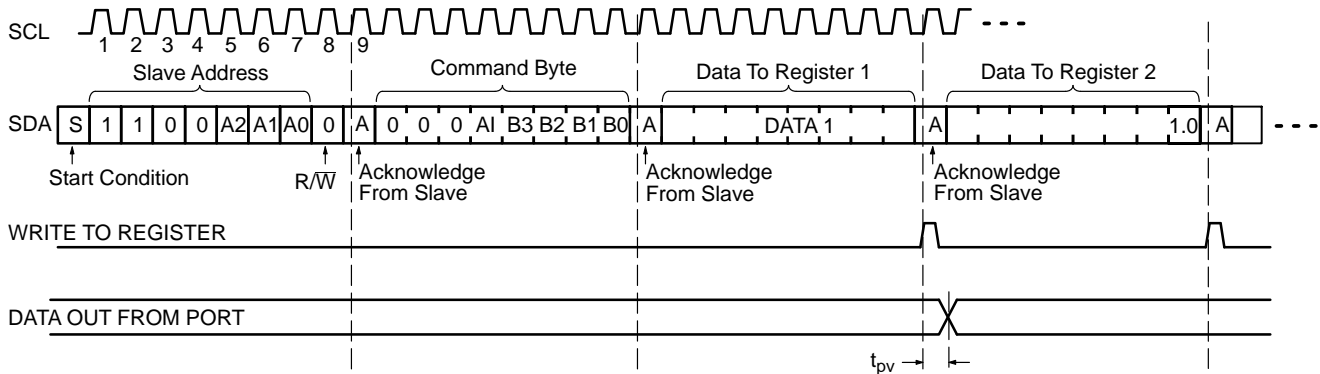 SCL
1 2 3 4 5 6 7 8 9
Slave Address
Command Byte
Data To Register 1
Data To Register 2
SDA S 1 1 0 0 A2 A1 A0 0 A 0 0 0 AI B3 B2 B1 B0 A DATA 1 A 1.0 A
Start Condition
R/W̅
Acknowledge
From Slave
Acknowledge
From Slave
Acknowledge
From Slave
WRITE TO REGISTER
DATA OUT FROM PORT
tpv